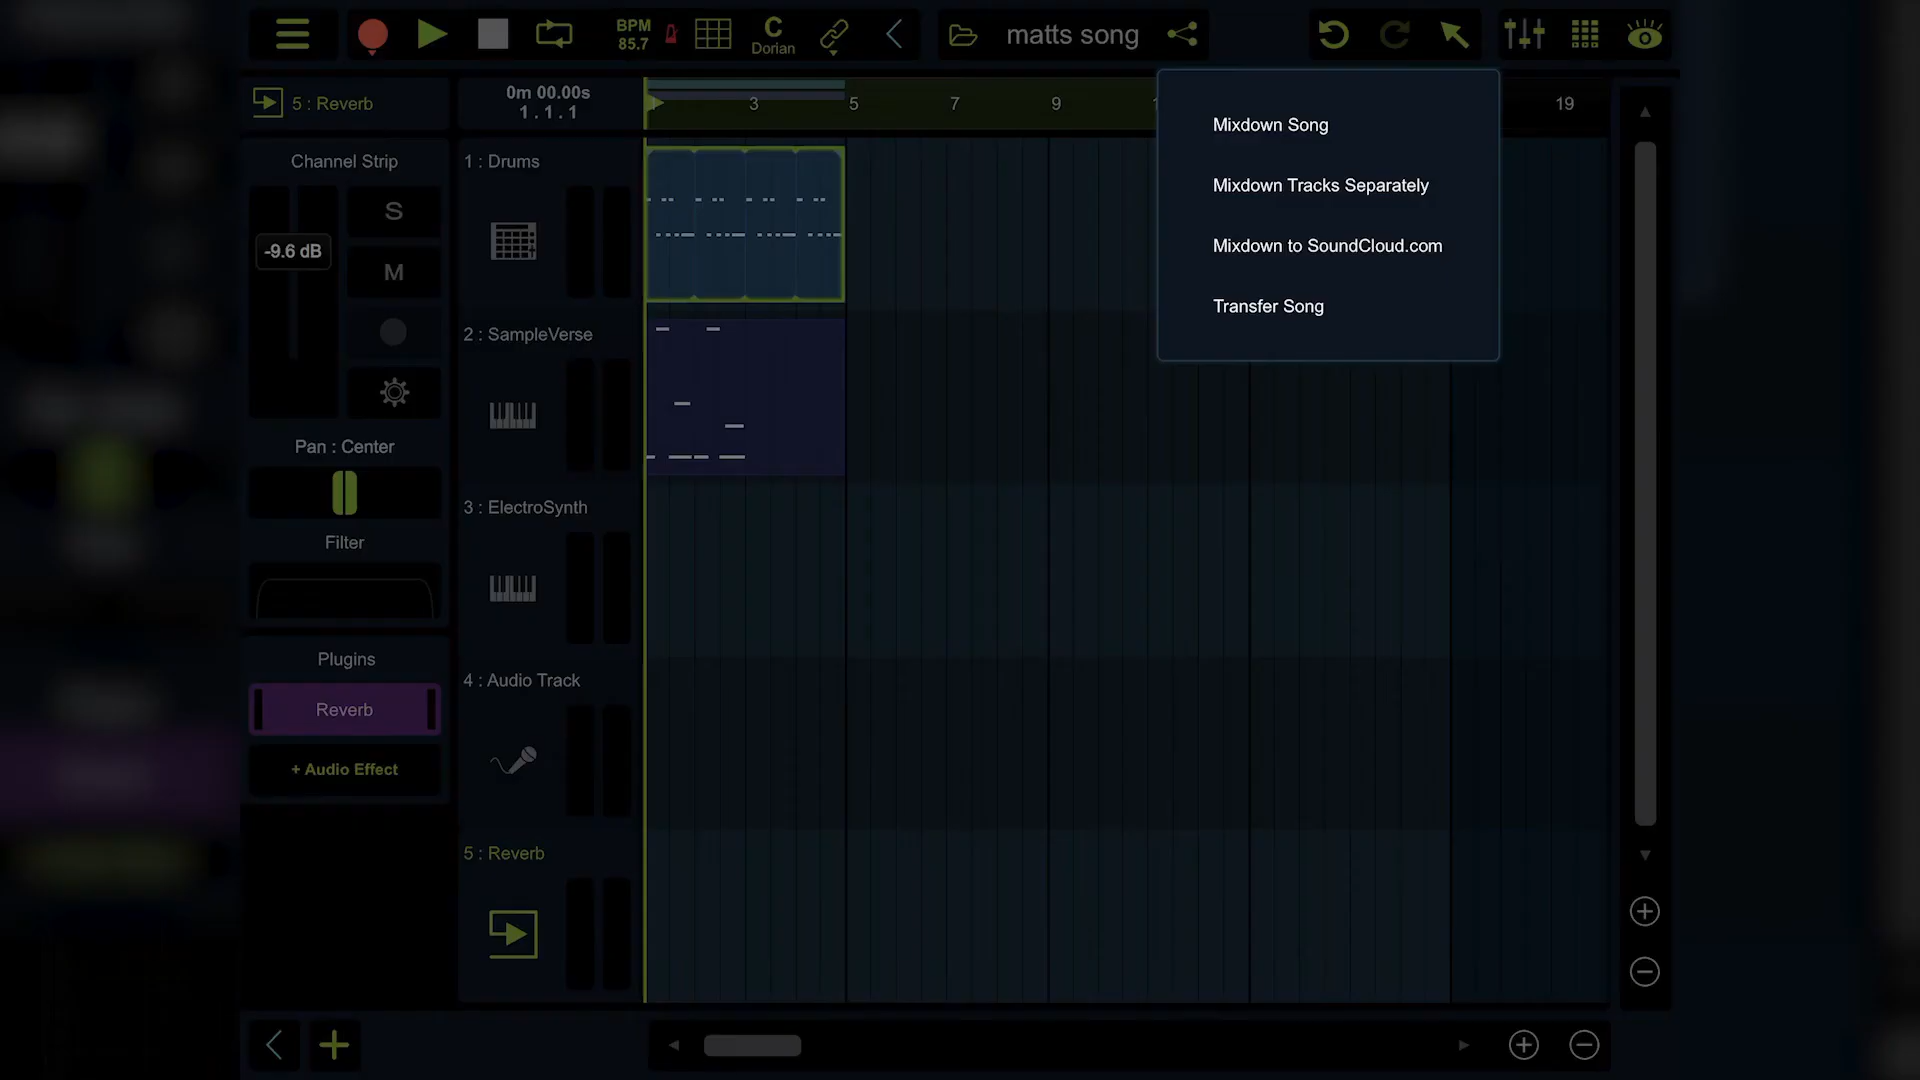 BPM
85.7
C
Dorian
matts song
5 : Reverb
0m 00.00s
1 . 1 . 1
3
5
7
9
19
Mixdown Song
Mixdown Tracks Separately
Mixdown to SoundCloud.com
Transfer Song
Channel Strip
S
-9.6 dB
M
Pan : Center
Filter
Plugins
Reverb
+ Audio Effect
1 : Drums
2 : SampleVerse
3 : ElectroSynth
4 : Audio Track
5 : Reverb